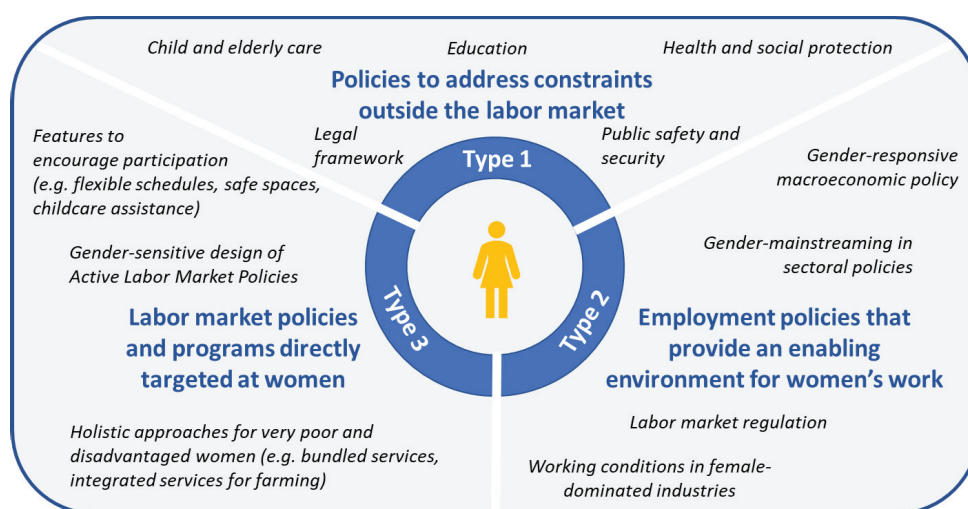 Child and elderly care
Education
Health and social protection
Policies to address constraints
outside the labor market
Legal
framework
Type 1
Public safety and
security
Features to
encourage participation
(e.g. flexible schedules, safe spaces,
childcare assistance)
Gender-sensitive design of
Active Labor Market Policies
Labor market policies
and programs directly
targeted at women
Type 3
Holistic approaches for very poor and
disadvantaged women (e.g. bundled services,
integrated services for farming)
Gender-responsive
macroeconomic policy
Gender-mainstreaming in
sectoral policies
Type 2
Employment policies that
provide an enabling
environment for women’s work
Labor market regulation
Working conditions in female-
dominated industries